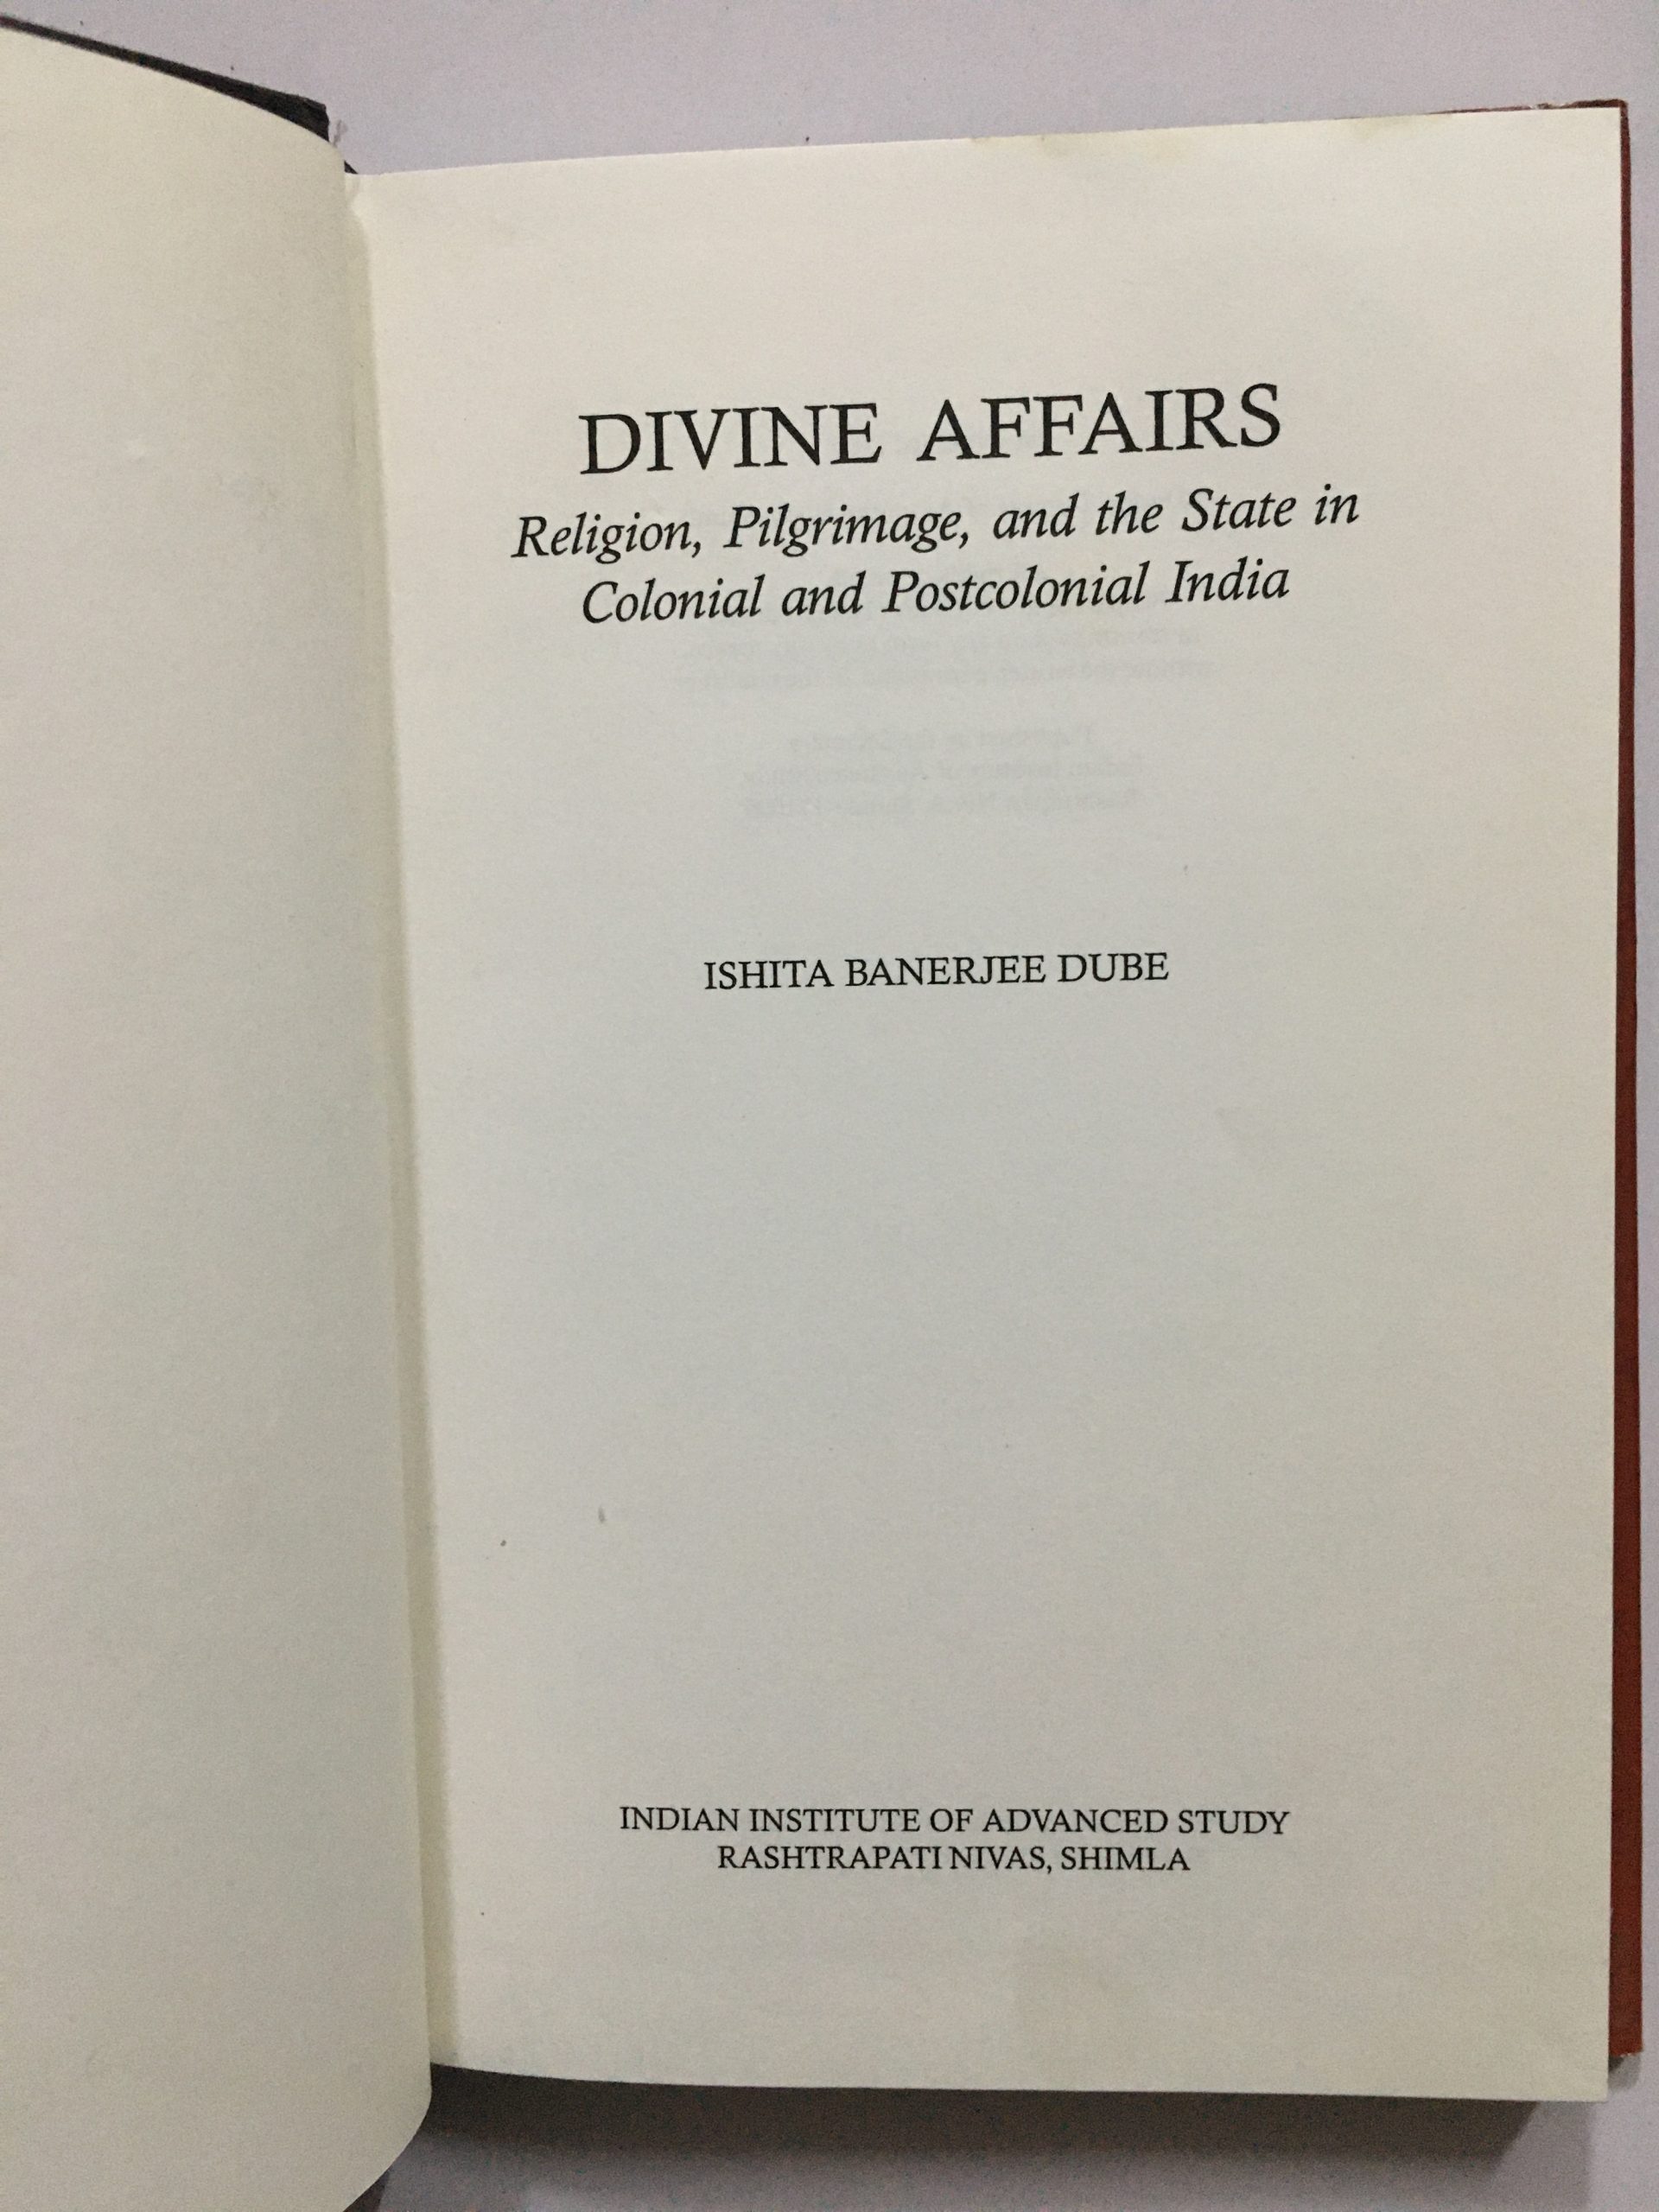 DIVINE AFFAIRS
Religion, Pilgrimage, and the State in
Colonial and Postcolonial India
ISHITA BANERJEE DUBE
INDIAN INSTITUTE OF ADVANCED STUDY
RASHTRAPATI NIVAS, SHIMLA